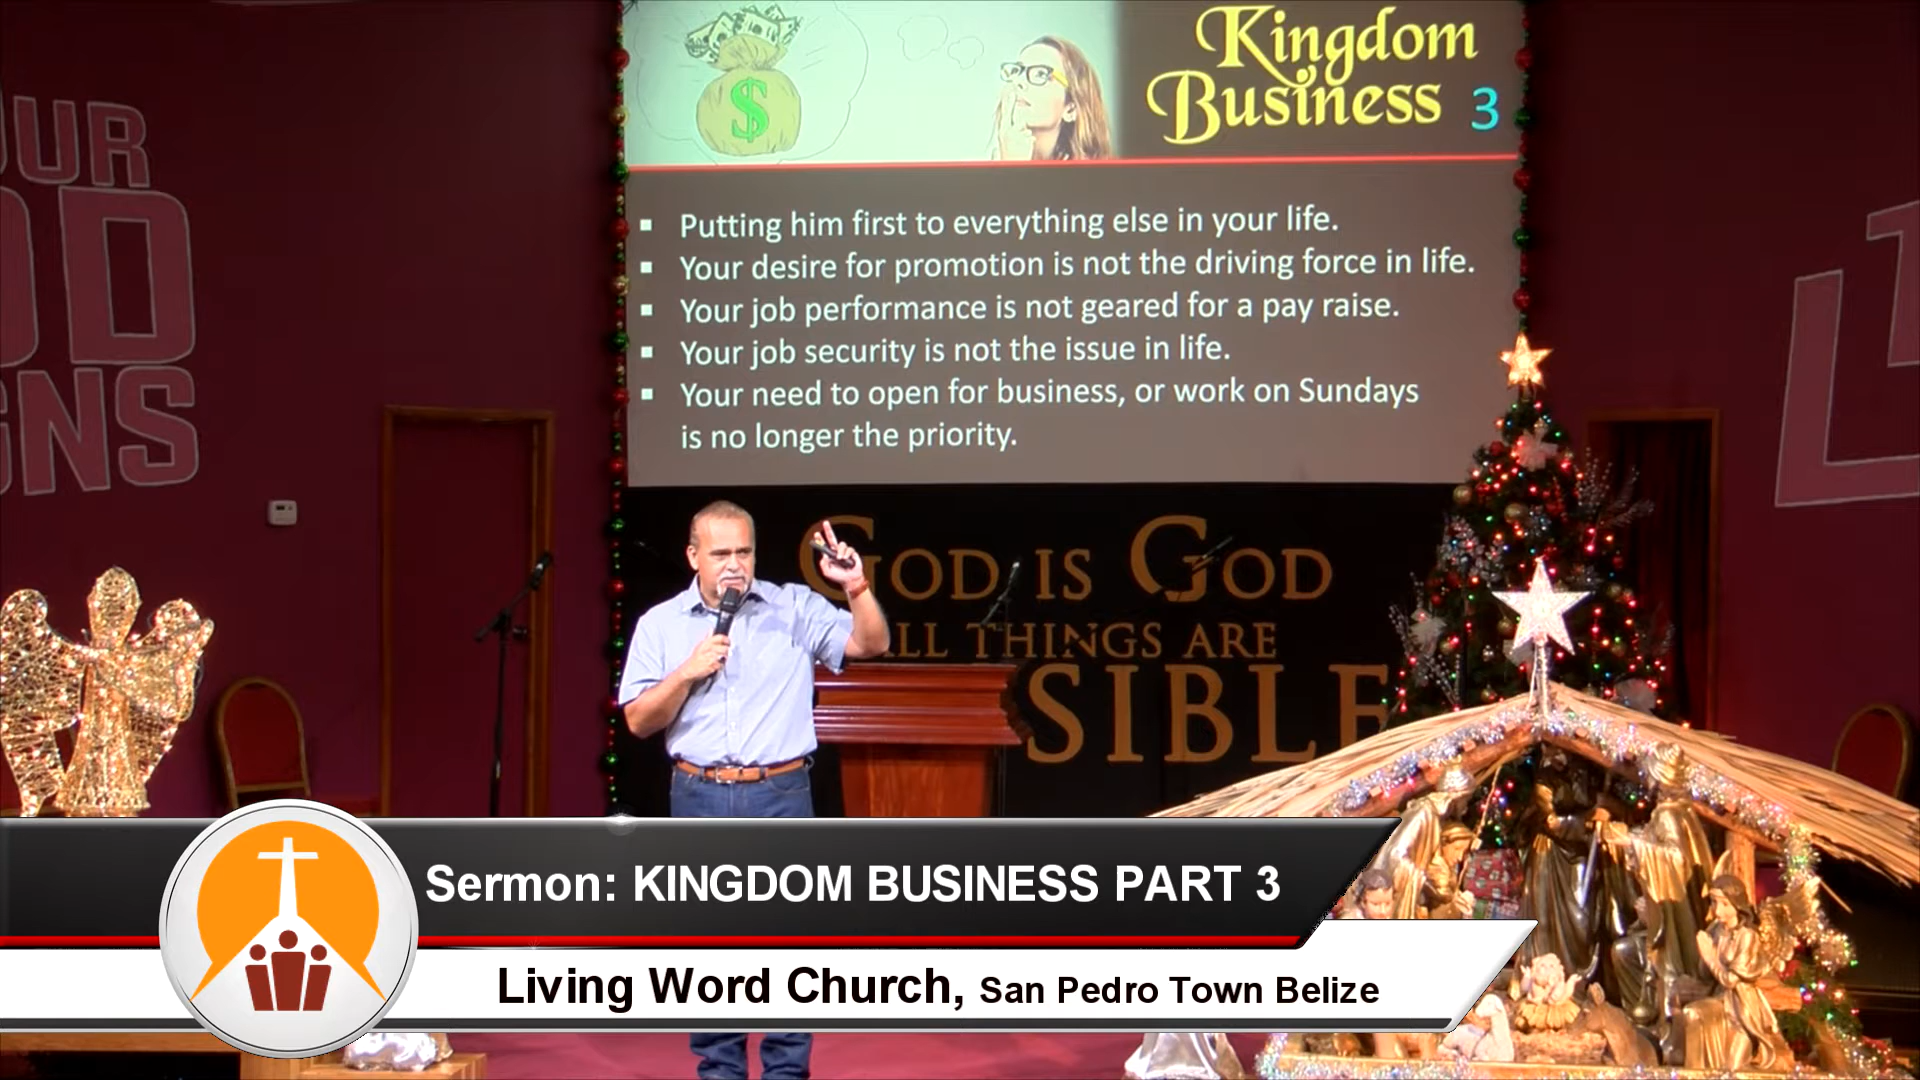 Kingdom
Business 3
$
▪ Putting him first to everything else in your life.
▪ Your desire for promotion is not the driving force in life.
▪ Your job performance is not geared for a pay raise.
▪ Your job security is not the issue in life.
▪ Your need to open for business, or work on Sundays
is no longer the priority.
GOD IS GOD
ALL THINGS ARE
SIBLE
Sermon: KINGDOM BUSINESS PART 3
Living Word Church, San Pedro Town Belize